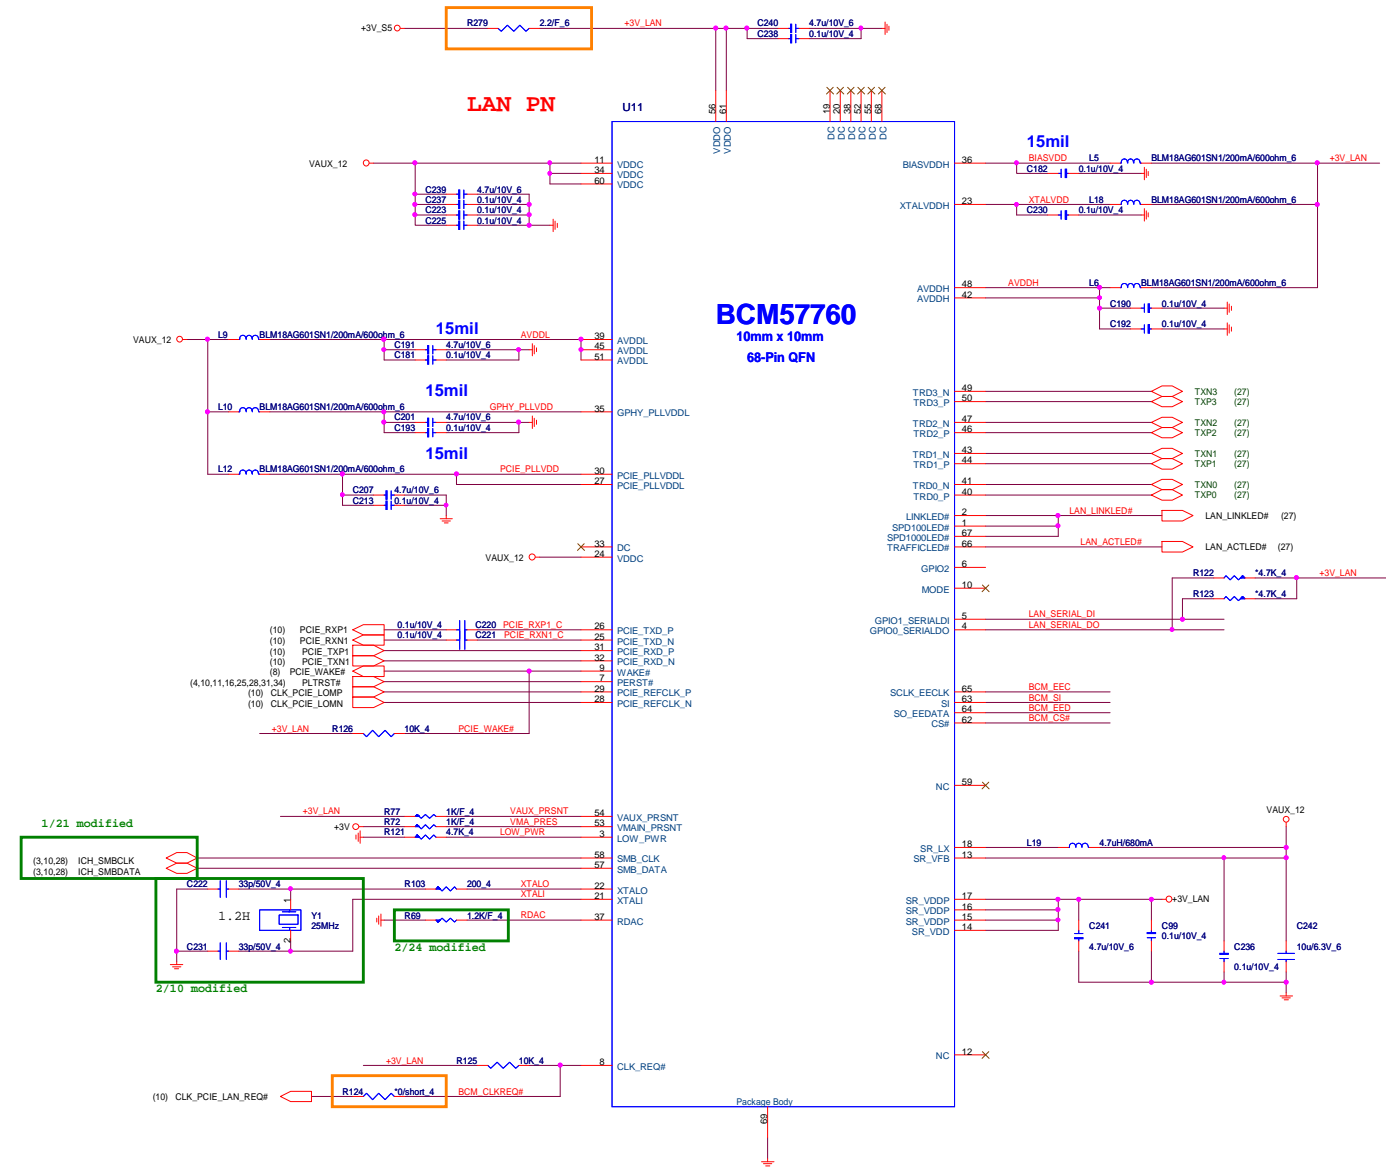 +3V_S5 R279 2.2/F_6 +3V_LAN C240 4.7u/10V_6
C238 0.1u/10V_4
LAN PN
U11
56 61 19 20 38 52 55 68
VDDO VDDO DC DC DC DC DC DC
VAUX_12
11 VDDC
34 VDDC
60 VDDC
C239 4.7u/10V_6
C237 0.1u/10V_4
C223 0.1u/10V_4
C225 0.1u/10V_4
15mil
BIASVDDH 36 BIASVDD L5 BLM18AG601SN1/200mA/600ohm_6 +3V_LAN
C182 0.1u/10V_4
XTALVDDH 23 XTALVDD L18 BLM18AG601SN1/200mA/600ohm_6
C230 0.1u/10V_4
AVDDH 48 AVDDH L6 BLM18AG601SN1/200mA/600ohm_6
AVDDH 42
C190 0.1u/10V_4
C192 0.1u/10V_4
BCM57760
10mm x 10mm
68-Pin QFN
15mil
VAUX_12 L9 BLM18AG601SN1/200mA/600ohm_6 AVDDL 39 AVDDL
C191 4.7u/10V_6 45 AVDDL
C181 0.1u/10V_4 51 AVDDL
15mil
L10 BLM18AG601SN1/200mA/600ohm_6 GPHY_PLLVDD 35 GPHY_PLLVDDL
C201 4.7u/10V_6
C193 0.1u/10V_4
15mil
L12 BLM18AG601SN1/200mA/600ohm_6 PCIE_PLLVDD 30 PCIE_PLLVDDL
27 PCIE_PLLVDDL
C207 4.7u/10V_6
C213 0.1u/10V_4
TRD3_N 49 TXN3 (27)
TRD3_P 50 TXP3 (27)
TRD2_N 47 TXN2 (27)
TRD2_P 46 TXP2 (27)
TRD1_N 43 TXN1 (27)
TRD1_P 44 TXP1 (27)
TRD0_N 41 TXN0 (27)
TRD0_P 40 TXP0 (27)
LINKLED# 2 LAN_LINKLED# LAN_LINKLED# (27)
SPD100LED# 1
SPD1000LED# 67
TRAFFICLED# 66 LAN_ACTLED# LAN_ACTLED# (27)
33 DC
VAUX_12 24 VDDC
GPIO2 6
MODE 10
R122 *4.7K_4 +3V_LAN
R123 *4.7K_4
GPIO1_SERIALDI 5 LAN_SERIAL_DI
GPIO0_SERIALDO 4 LAN_SERIAL_DO
(10) PCIE_RXP1 0.1u/10V_4 C220 PCIE_RXP1_C 26 PCIE_TXD_P
(10) PCIE_RXN1 0.1u/10V_4 C221 PCIE_RXN1_C 25 PCIE_TXD_N
(10) PCIE_TXP1 31 PCIE_RXD_P
(10) PCIE_TXN1 32 PCIE_RXD_N
(8) PCIE_WAKE# 9 WAKE#
(4,10,11,16,25,28,31,34) PLTRST# 7 PERST#
(10) CLK_PCIE_LOMP 29 PCIE_REFCLK_P
(10) CLK_PCIE_LOMN 28 PCIE_REFCLK_N
+3V_LAN R126 10K_4 PCIE_WAKE#
SCLK_EECLK 65 BCM_EEC
SI 63 BCM_SI
SO_EEDATA 64 BCM_EED
CS# 62 BCM_CS#
NC 59
+3V_LAN R77 1K/F_4 VAUX_PRSNT 54 VAUX_PRSNT
+3V R72 1K/F_4 VMA_PRES 53 VMAIN_PRSNT
R121 4.7K_4 LOW_PWR 3 LOW_PWR
1/21 modified
(3,10,28) ICH_SMBCLK 58 SMB_CLK
(3,10,28) ICH_SMBDATA 57 SMB_DATA
C222 33p/50V_4 R103 200_4 XTALO 22 XTALO
XTALI 21 XTALI
1.2H 1 Y1
25MHz
2
C231 33p/50V_4
2/10 modified
R69 1.2K/F_4 RDAC 37 RDAC
2/24 modified
VAUX_12
SR_LX 18 L19 4.7uH/680mA
SR_VFB 13
SR_VDDP 17 +3V_LAN
SR_VDDP 16
SR_VDDP 15
SR_VDD 14
C241 4.7u/10V_6
C99 0.1u/10V_4
C236 0.1u/10V_4
C242 10u/6.3V_6
NC 12
+3V_LAN R125 10K_4 8 CLK_REQ#
(10) CLK_PCIE_LAN_REQ# R124 *0/short_4 BCM_CLKREQ#
Package Body
69